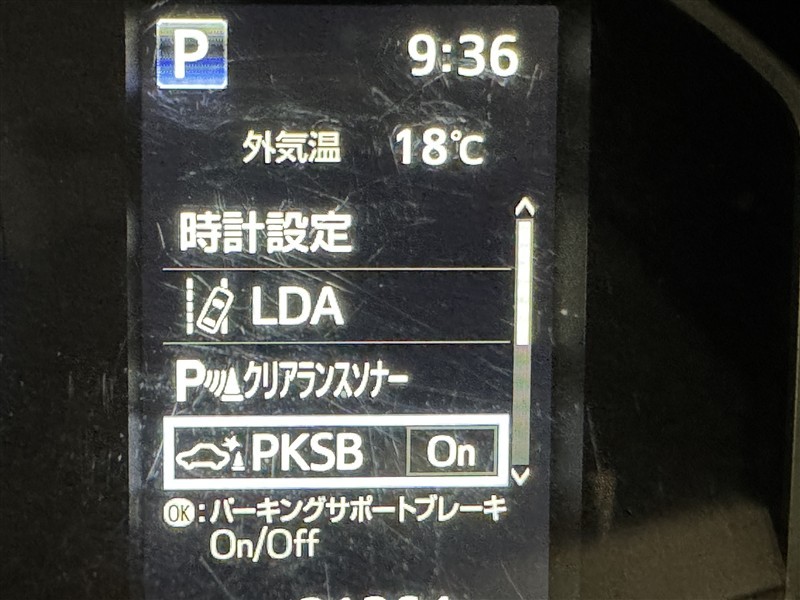 P 9:36
外気温 18℃
時計設定
LDA
Pクリアランスソナー
PKSB On
OK:パーキングサポートブレーキ
On/Off